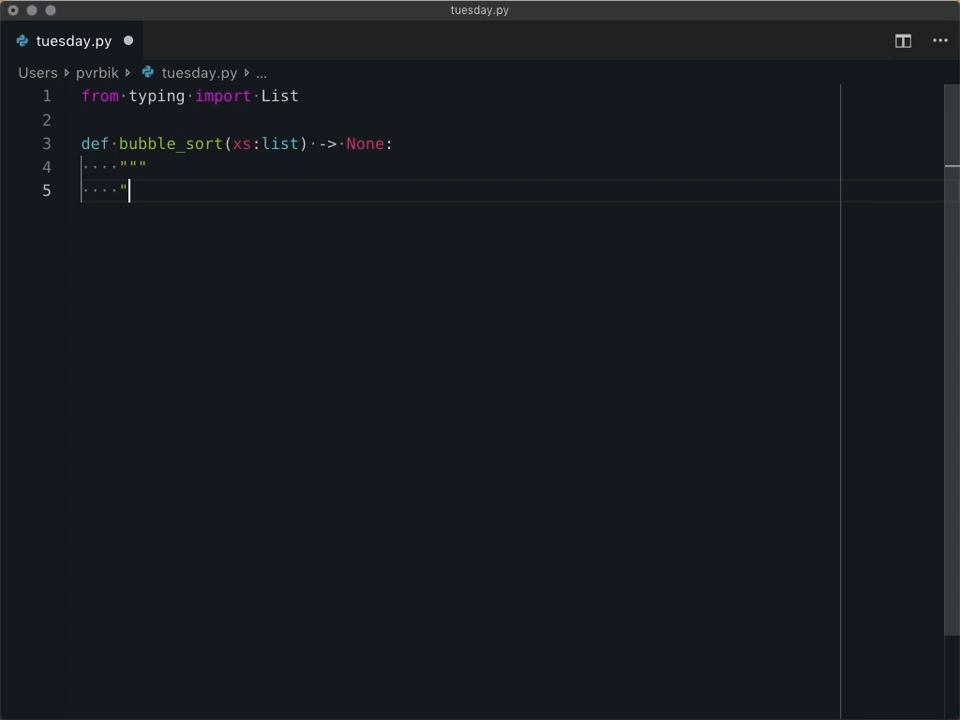 tuesday.py
tuesday.py
Users pvrbik tuesday.py ...
1 from typing import List
2
3 def bubble_sort(xs:list) -> None:
4 """
5 "